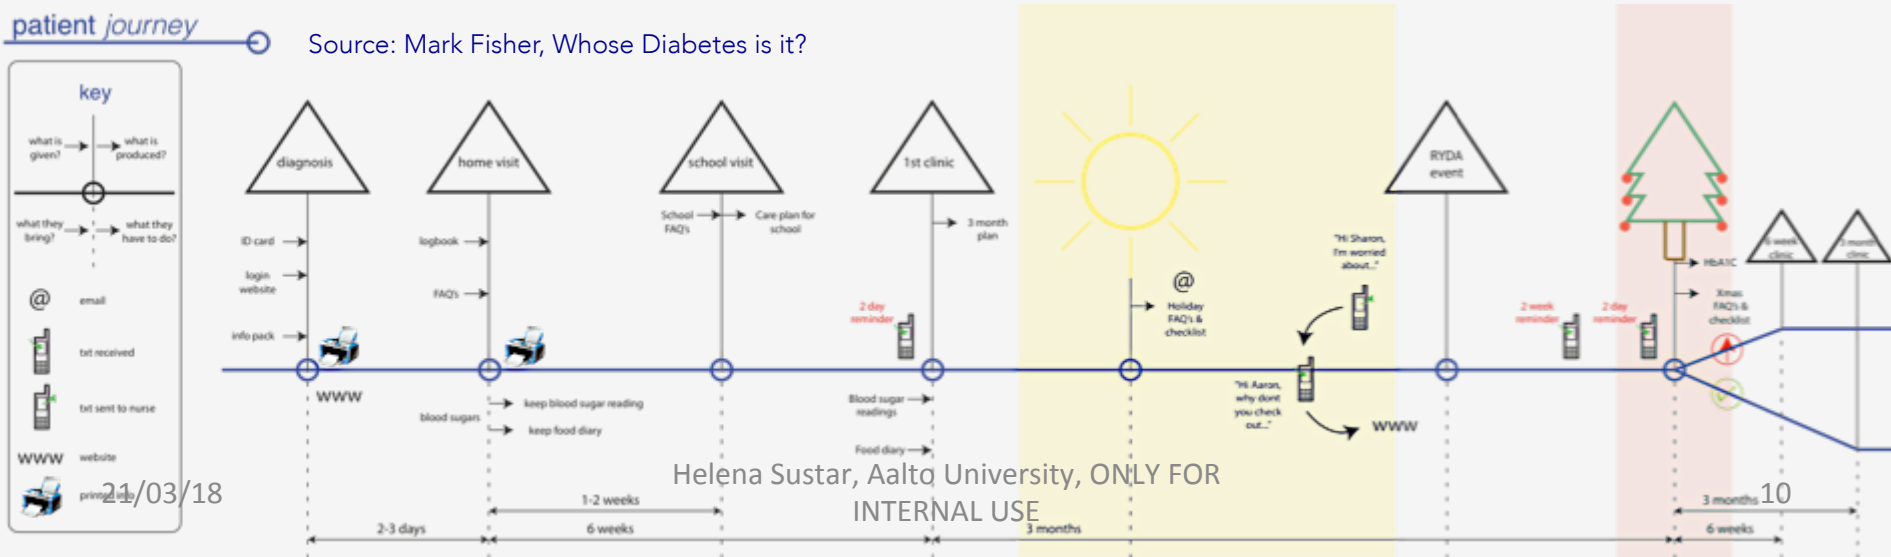 patient journey
Source: Mark Fisher, Whose Diabetes is it?
key
what is
given?
what is
produced?
what they
bring?
what they
have to do?
@
email
txt received
txt sent to nurse
www
website
printed info
diagnosis
ID card
login
website
info pack
www
home visit
logbook
FAQ's
blood sugars
keep blood sugar reading
keep food diary
school visit
School
FAQ's
Care plan for
school
1st clinic
3 month
plan
2 day
reminder
Blood sugar
readings
Food diary
@
Holiday
FAQ's &
checklist
"Hi Sharon,
I'm worried
about..."
"Hi Aaron,
why dont
you check
out..."
www
RYDA
event
2 week
reminder
2 day
reminder
HbA1C
Xmas
FAQ's &
checklist
6 week
clinic
3 month
clinic
2-3 days
1-2 weeks
6 weeks
3 months
3 months
6 weeks
21/03/18
Helena Sustar, Aalto University, ONLY FOR
INTERNAL USE
10